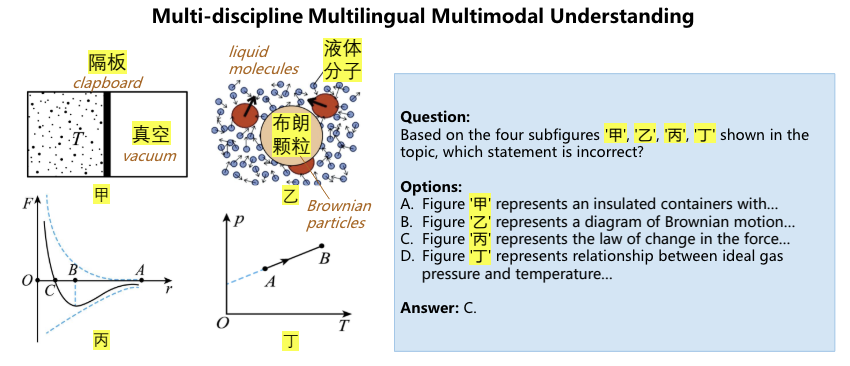 Multi-discipline Multilingual Multimodal Understanding
隔板
clapboard
T
真空
vacuum
甲
liquid
molecules
液体
分子
布朗
颗粒
乙
Brownian
particles
F
O
C
B
A
r
丙
p
A
B
O
T
丁
Question:
Based on the four subfigures '甲', '乙', '丙', '丁' shown in the
topic, which statement is incorrect?
Options:
A. Figure '甲' represents an insulated containers with...
B. Figure '乙' represents a diagram of Brownian motion...
C. Figure '丙' represents the law of change in the force...
D. Figure '丁' represents relationship between ideal gas
pressure and temperature...
Answer: C.